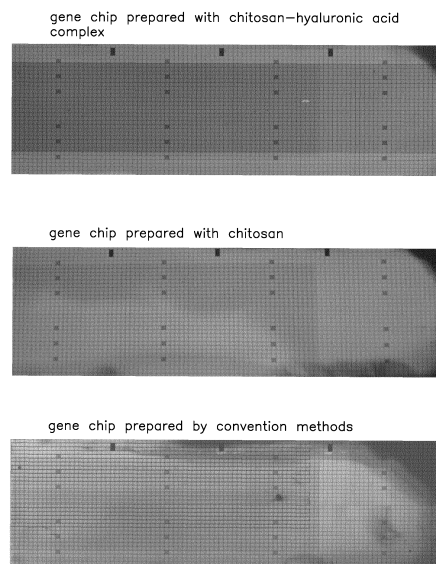 gene chip prepared with chitosan-hyaluronic acid
complex
gene chip prepared with chitosan
gene chip prepared by convention methods